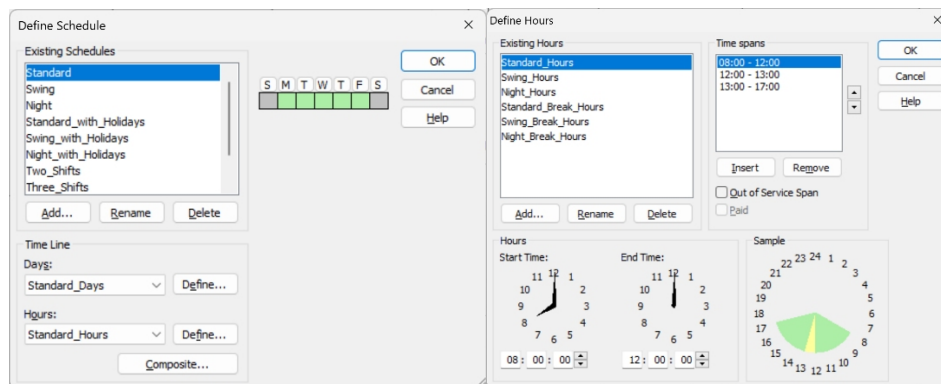 Define Schedule
Existing Schedules
Standard
Swing
Night
Standard_with_Holidays
Swing_with_Holidays
Night_with_Holidays
Two_Shifts
Three_Shifts
Add... Rename Delete
S M T W T F S
OK
Cancel
Help
Time Line
Days:
Standard_Days Define...
Hours:
Standard_Hours Define...
Composite...
Define Hours
Existing Hours
Standard_Hours
Swing_Hours
Night_Hours
Standard_Break_Hours
Swing_Break_Hours
Night_Break_Hours
Add... Rename Delete
Time spans
08:00 - 12:00
12:00 - 13:00
13:00 - 17:00
Insert Remove
Out of Service Span
Paid
OK
Cancel
Help
Hours
Start Time:
12 1 2 3 4 5 6 7 8 9 10 11
08 : 00 : 00
End Time:
12 1 2 3 4 5 6 7 8 9 10 11
12 : 00 : 00
Sample
24 1 2 3 4 5 6 7 8 9 10 11 12 13 14 15 16 17 18 19 20 21 22 23